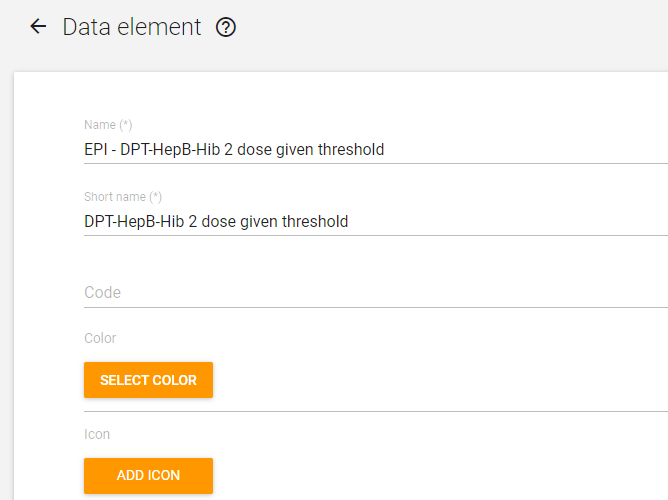 Data element
Name (*)
EPI - DPT-HepB-Hib 2 dose given threshold
Short name (*)
DPT-HepB-Hib 2 dose given threshold
Code
Color
SELECT COLOR
Icon
ADD ICON